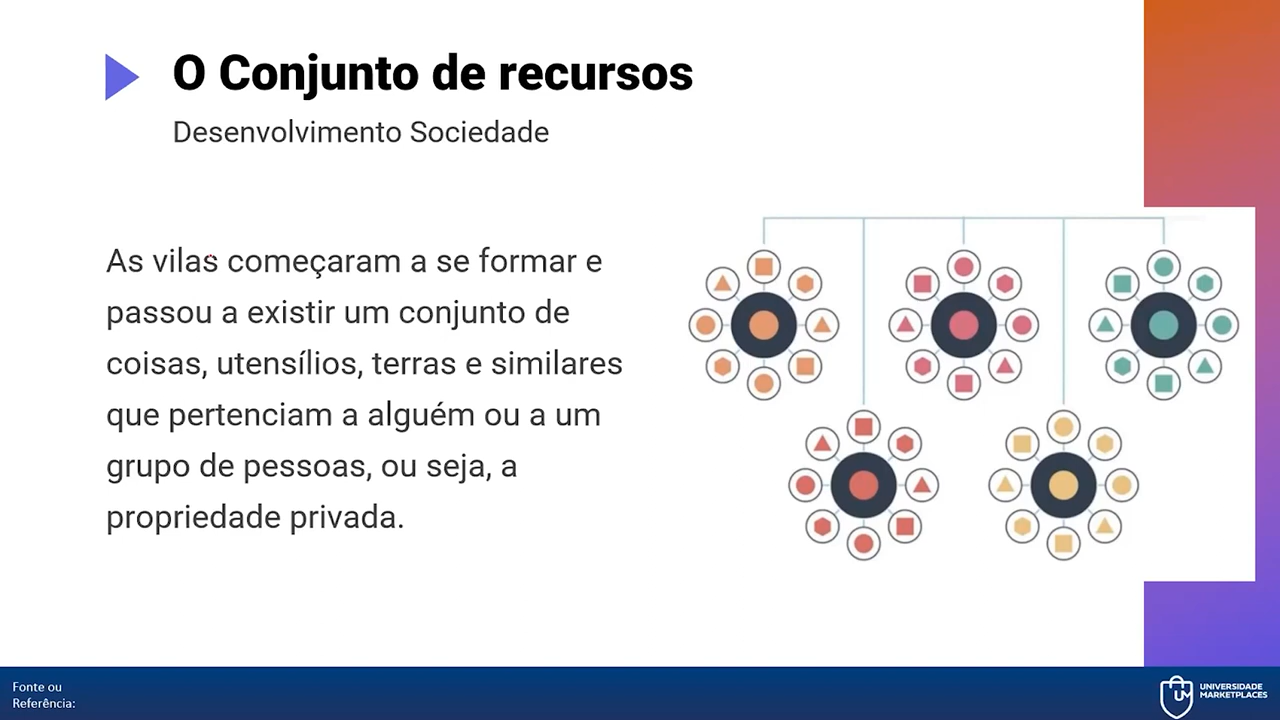 O Conjunto de recursos
Desenvolvimento Sociedade
As vilas começaram a se formar e
passou a existir um conjunto de
coisas, utensílios, terras e similares
que pertenciam a alguém ou a um
grupo de pessoas, ou seja, a
propriedade privada.
Fonte ou
Referência:
UM
UNIVERSIDADE
MARKETPLACES